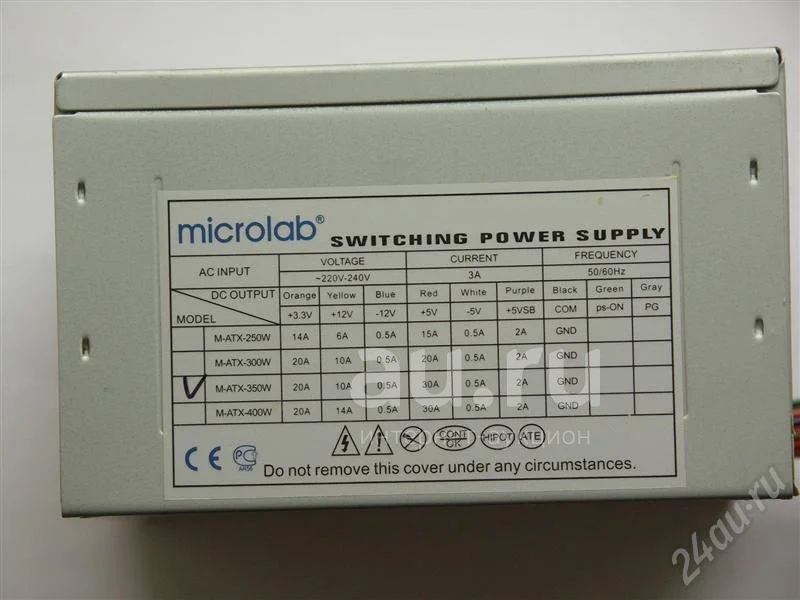 microlab® SWITCHING POWER SUPPLY
AC INPUT VOLTAGE CURRENT FREQUENCY
~220V-240V 3A 50/60Hz
DC OUTPUT Orange Yellow Blue Red White Purple Black Green Gray
MODEL +3.3V +12V -12V +5V -5V +5VSB COM ps-ON PG
M-ATX-250W 14A 6A 0.5A 15A 0.5A 2A GND
M-ATX-300W 20A 10A 0.5A 20A 0.5A 2A GND
V M-ATX-350W 20A 10A 0.5A 30A 0.5A 2A GND
M-ATX-400W 20A 14A 0.5A 30A 0.5A 2A GND
au.ru
интернет-аукцион
CE PC CONT OK HIPOT ATE
Do not remove this cover under any circumstances.
24au.ru